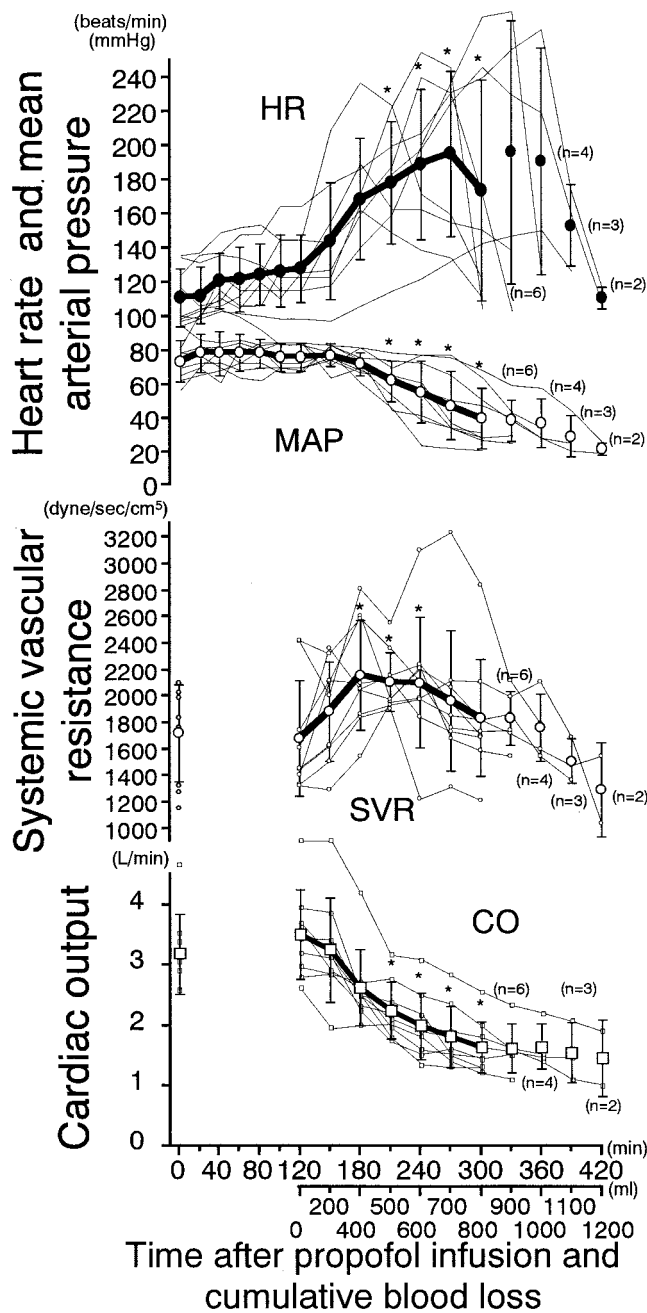 (beats/min)
(mmHg)
Heart rate and mean
arterial pressure
240
220
200
180
160
140
120
100
80
60
40
20
0
HR
* * * *
(n=4)
(n=3)
(n=6)
(n=2)
* * * *
(n=6)
(n=4)
(n=3)
(n=2)
MAP
(dyne/sec/cm⁵)
Systemic vascular
resistance
3200
3000
2800
2600
2400
2200
2000
1800
1600
1400
1200
1000
* * *
(n=6)
(n=4)
(n=3)
(n=2)
SVR
(L/min)
Cardiac output
4
3
2
1
0
CO
* * * *
(n=6)
(n=3)
(n=4)
(n=2)
0 40 80 120 180 240 300 360 420 (min)
200 500 700 900 1100 (ml)
0 400 600 800 1000 1200
Time after propofol infusion and
cumulative blood loss